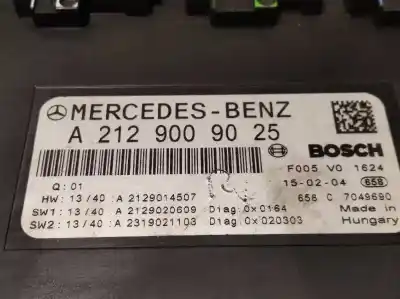 MERCEDES-BENZ
A 212 900 90 25
BOSCH
F005 V0 1624
Q: 01
15-02-04 658
HW: 13/40 A 2129014507
656 C 7049690
SW1: 13/40 :A 2129020609 Diag:0x0164
Made in
SW2: 13/40 :A 2319021103 Diag:0x020303
Hungary